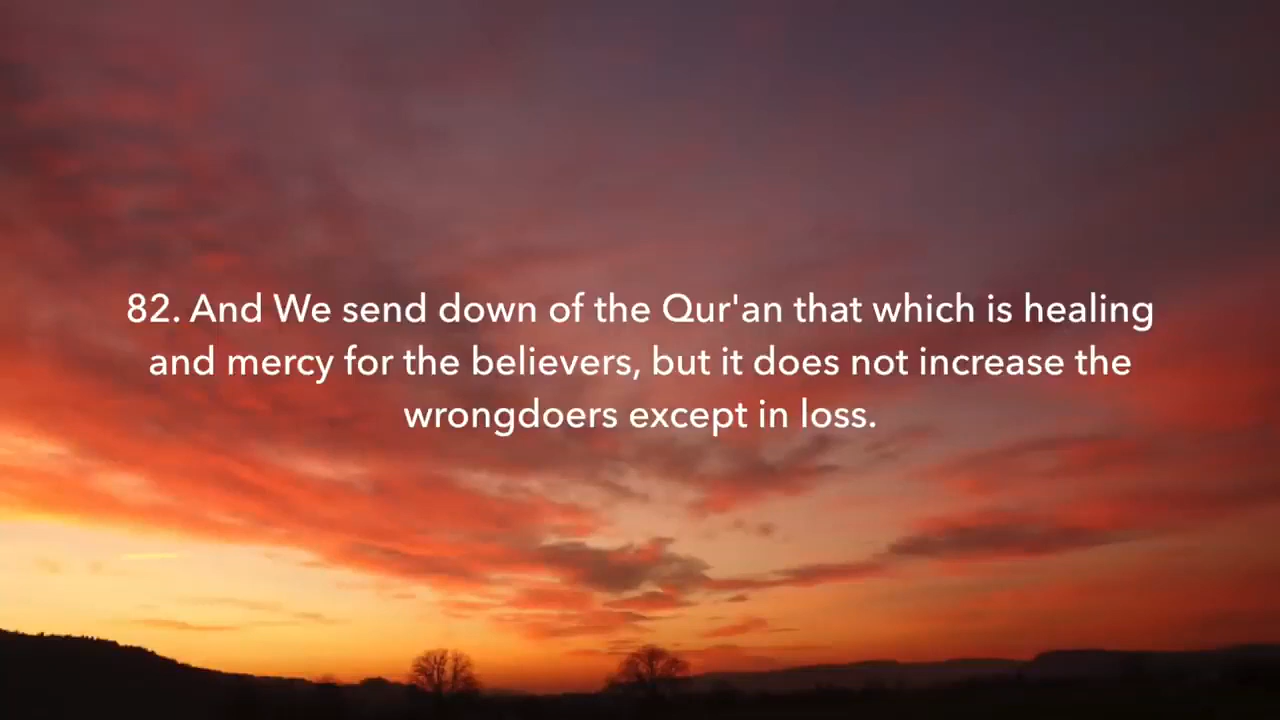 82. And We send down of the Qur'an that which is healing
and mercy for the believers, but it does not increase the
wrongdoers except in loss.